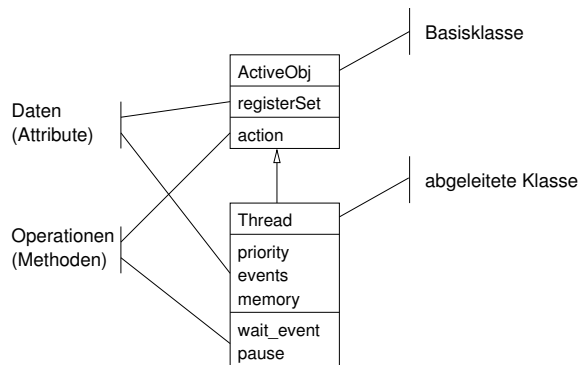 Basisklasse
ActiveObj
registerSet
action
Daten
(Attribute)
abgeleitete Klasse
Operationen
(Methoden)
Thread
priority
events
memory
wait_event
pause